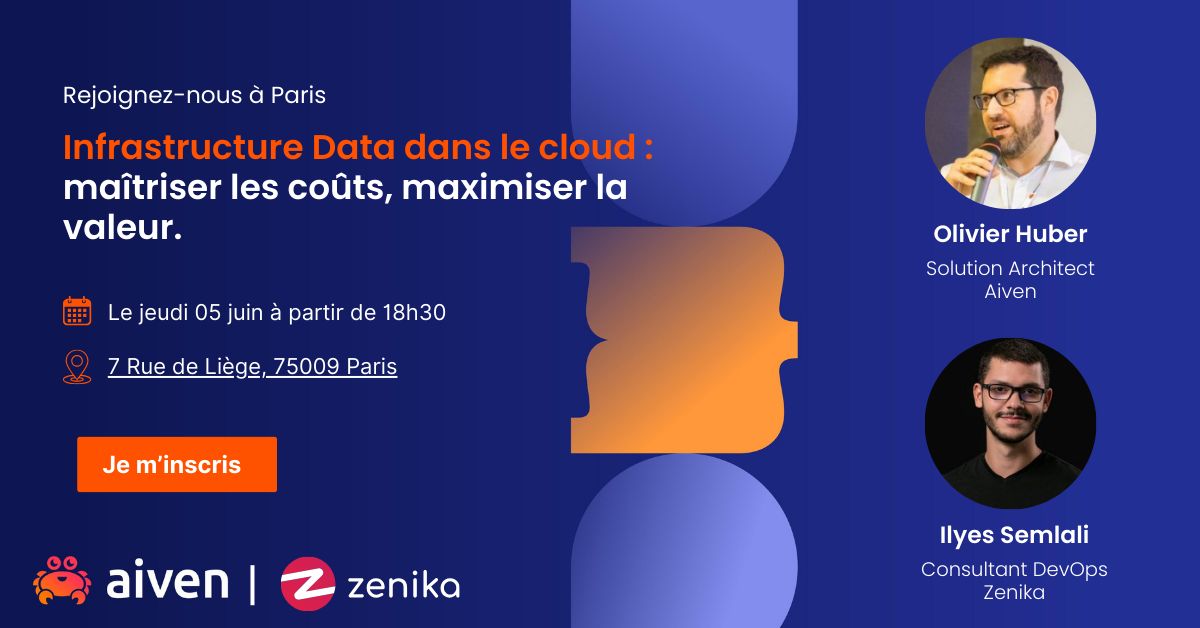 Rejoignez-nous à Paris
Infrastructure Data dans le cloud :
maîtriser les coûts, maximiser la
valeur.
Le jeudi 05 juin à partir de 18h30
7 Rue de Liège, 75009 Paris
Je m’inscris
aiven | zenika
Olivier Huber
Solution Architect
Aiven
Ilyes Semlali
Consultant DevOps
Zenika